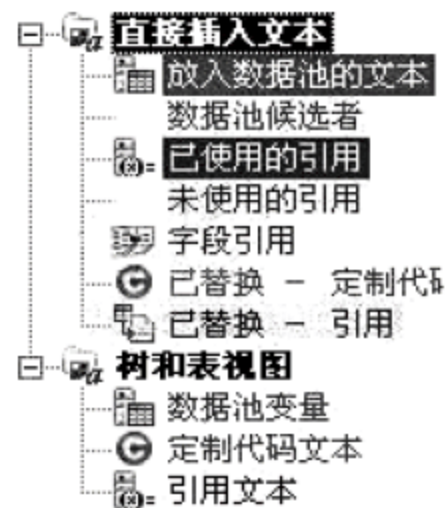 直接插入文本
放入数据池的文本
数据池候选者
已使用的引用
未使用的引用
字段引用
已替换 - 定制代码
已替换 - 引用
树和表视图
数据池变量
定制代码文本
引用文本